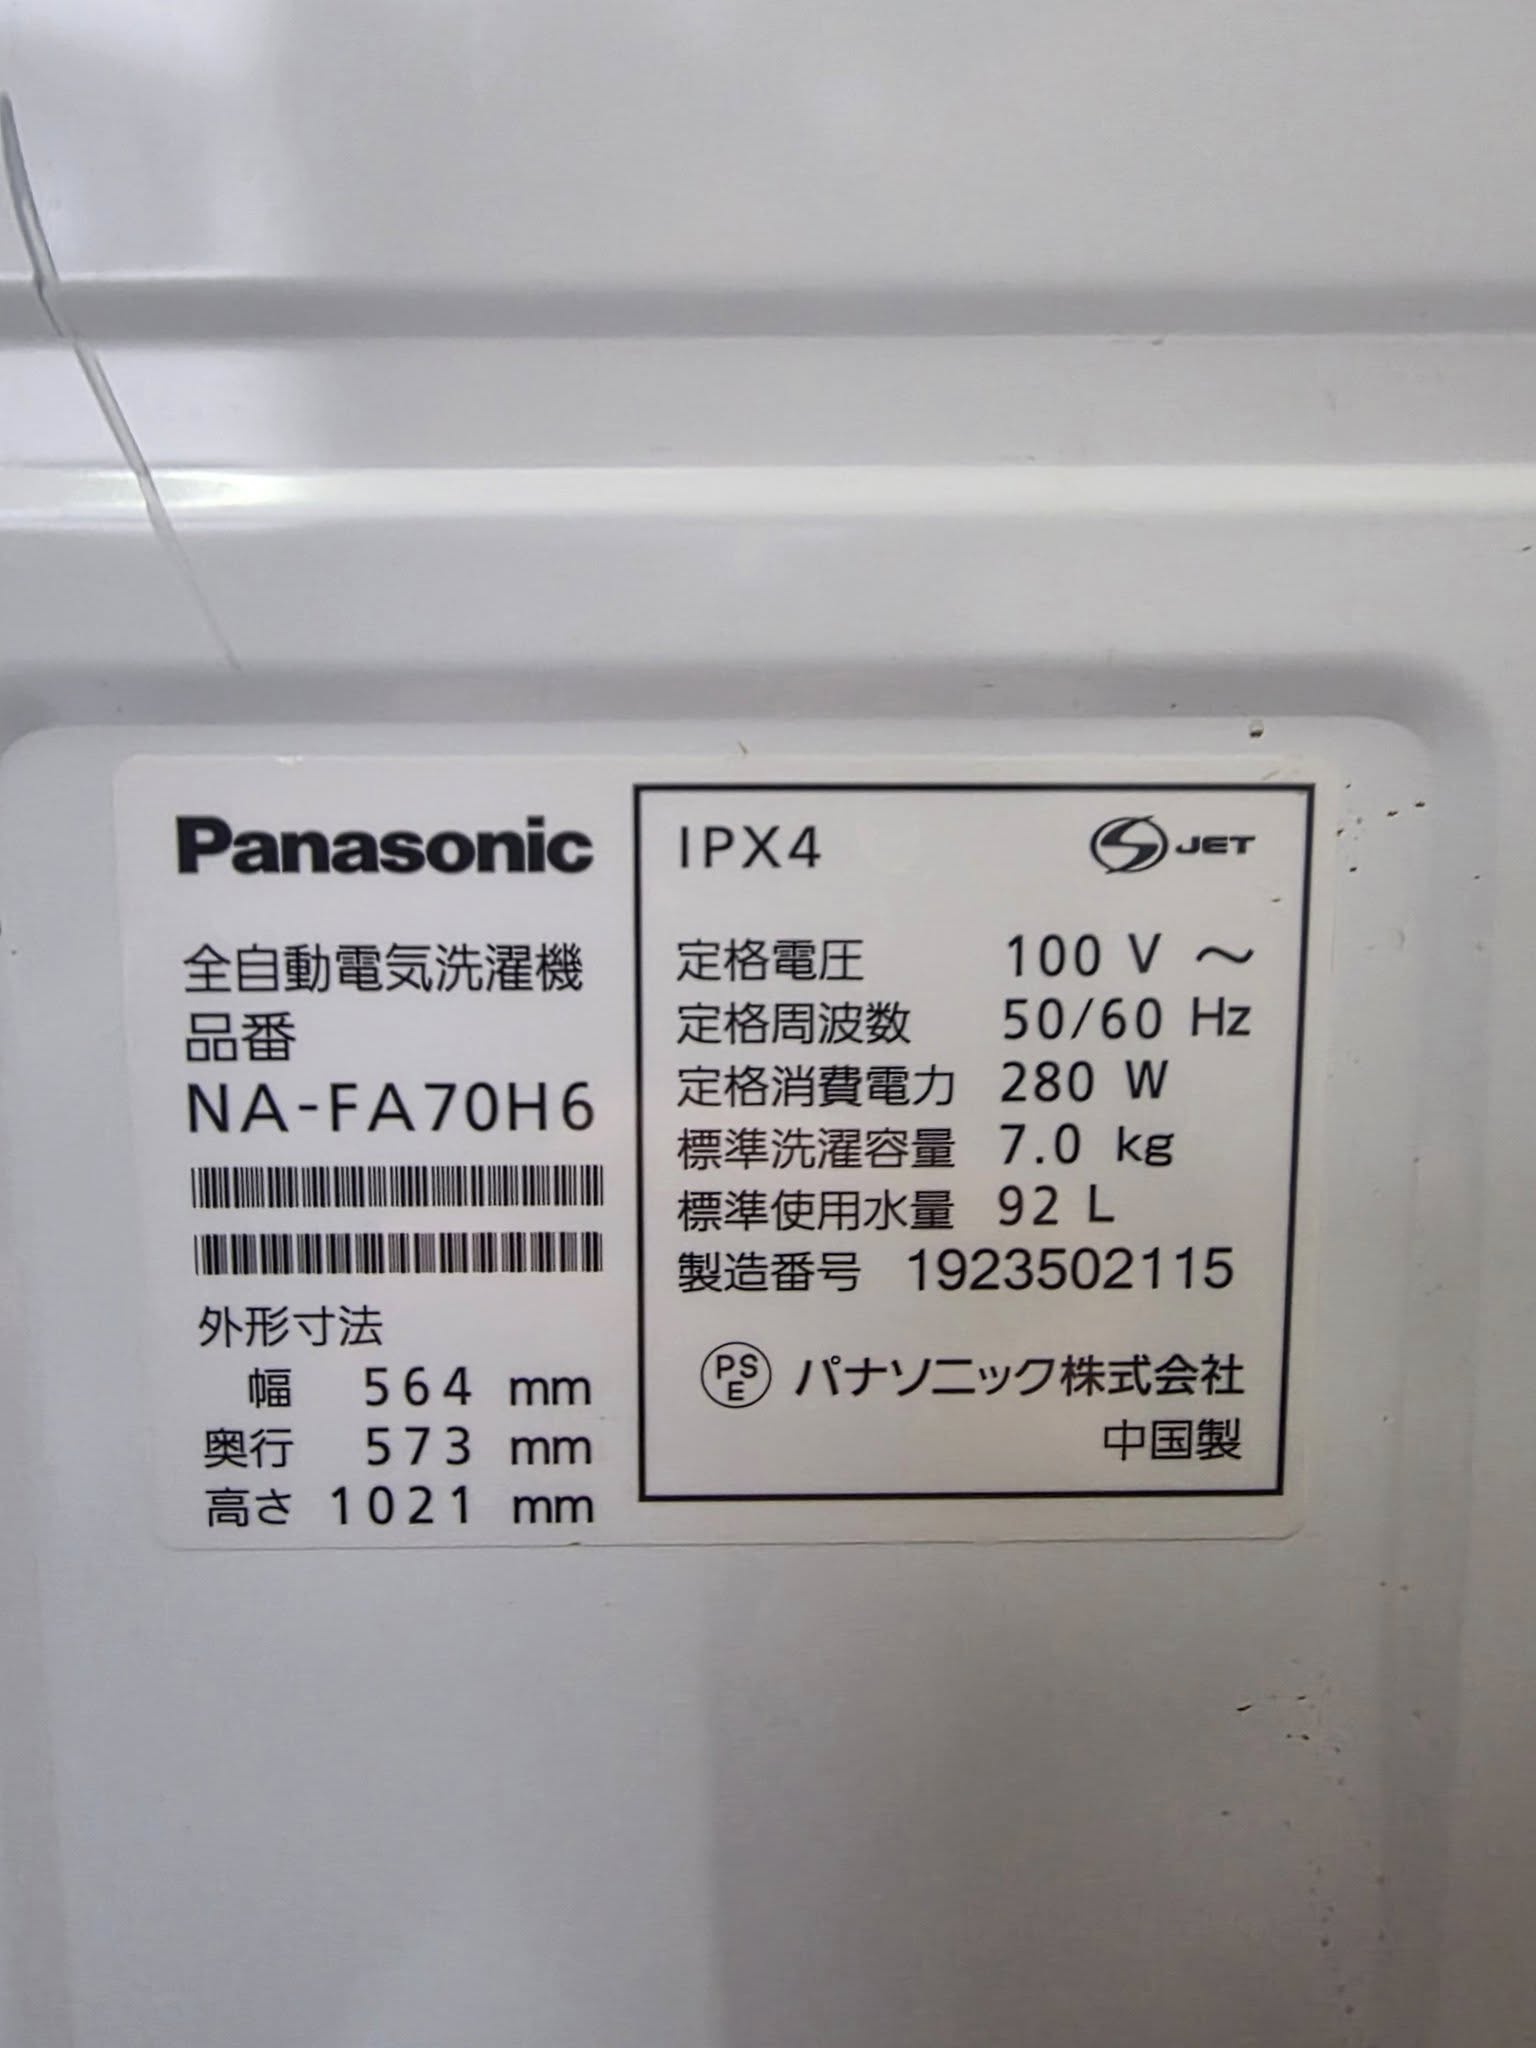 Panasonic
全自動電気洗濯機
品番
NA-FA70H6
外形寸法
幅 564 mm
奥行 573 mm
高さ 1021 mm
IPX4
S JET
定格電圧 100 V ～
定格周波数 50/60 Hz
定格消費電力 280 W
標準洗濯容量 7.0 kg
標準使用水量 92 L
製造番号 1923502115
PSE パナソニック株式会社
中国製